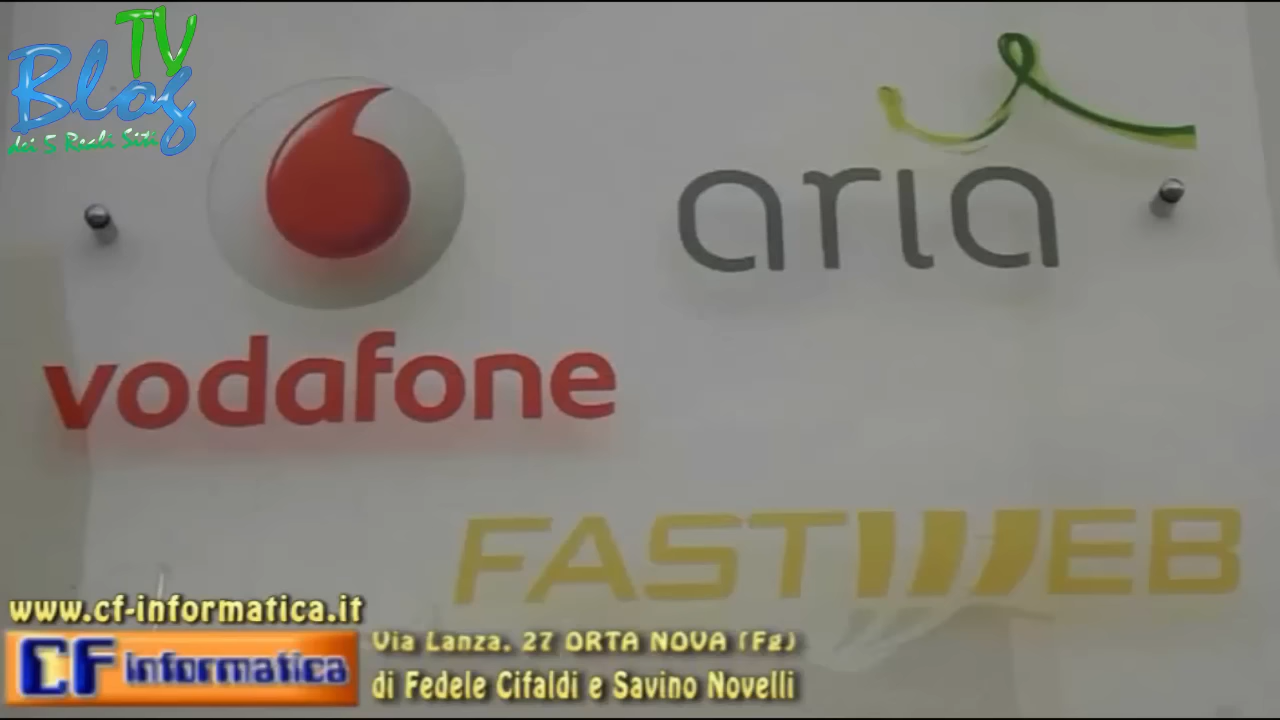 TV
Blog
dei 5 Reali Siti
aria
vodafone
FASTWEB
www.cf-informatica.it
CF informatica
Via Lanza, 27 ORTA NOVA (Fg)
di Fedele Cifaldi e Savino Novelli